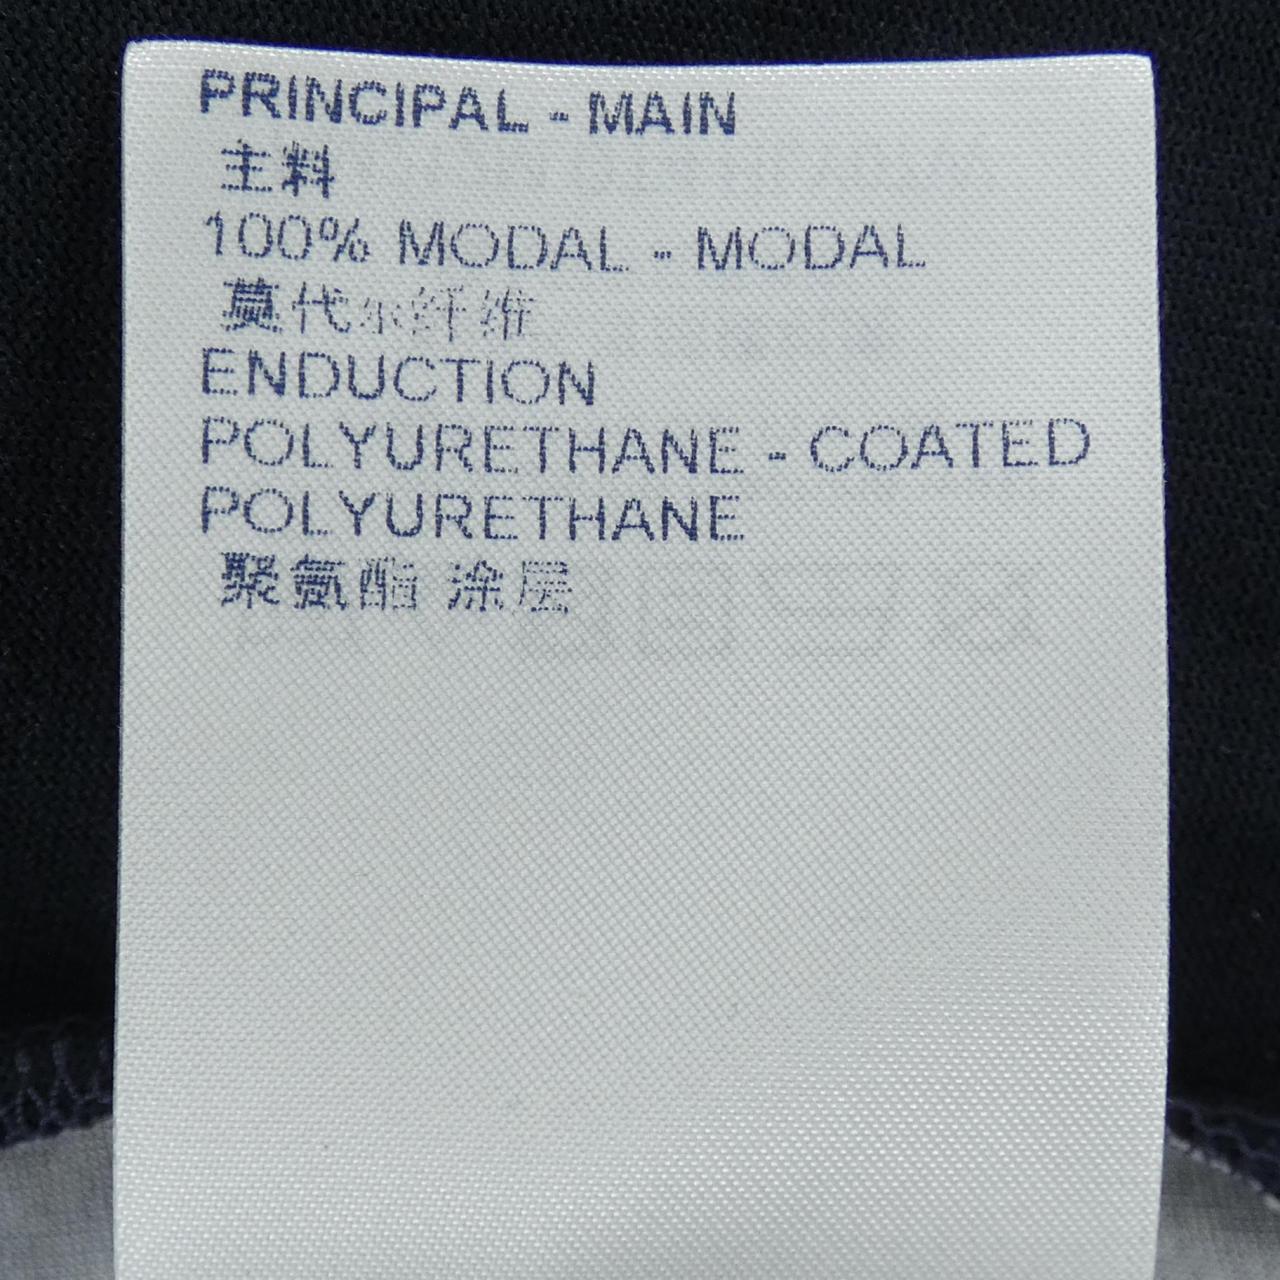 PRINCIPAL - MAIN
主料
100% MODAL - MODAL
莫代尔纤维
ENDUCTION
POLYURETHANE - COATED
POLYURETHANE
聚氨酯 涂层